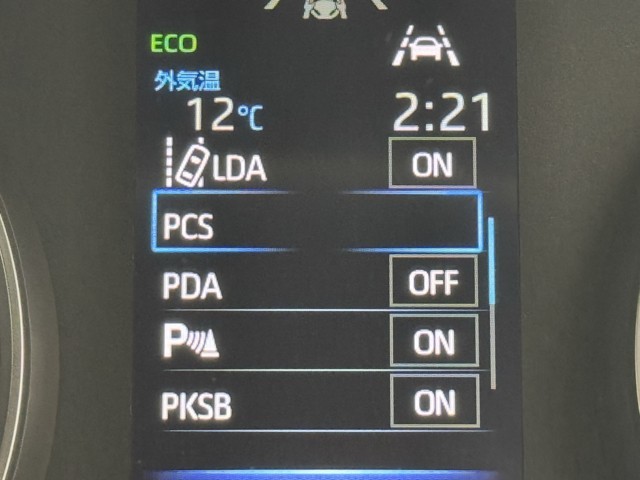 ECO
外気温
12℃ 2:21
LDA ON
PCS
PDA OFF
P ON
PKSB ON